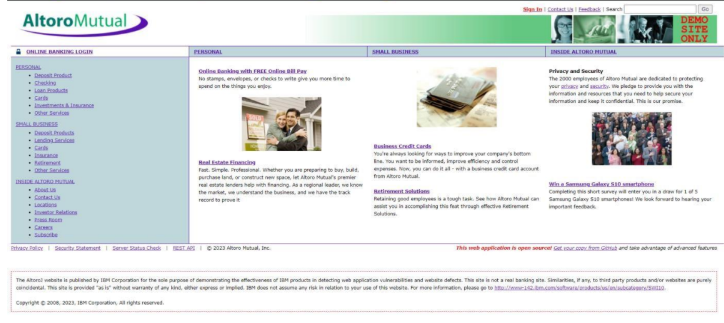 Sign In | Contact Us | Feedback | Search Go
AltoroMutual
DEMO
SITE
ONLY
ONLINE BANKING LOGIN
PERSONAL
SMALL BUSINESS
INSIDE ALTORO MUTUAL
PERSONAL
Deposit Product
Checking
Loan Products
Cards
Investments & Insurance
Other Services
SMALL BUSINESS
Deposit Products
Lending Services
Cards
Insurance
Retirement
Other Services
INSIDE ALTORO MUTUAL
About Us
Contact Us
Locations
Investor Relations
Press Room
Careers
Subscribe
Online Banking with FREE Online Bill Pay
No stamps, envelopes, or checks to write give you more time to
spend on the things you enjoy.
Real Estate Financing
Fast. Simple. Professional. Whether you are preparing to buy, build,
purchase land, or construct new space, let Altoro Mutual's premier
real estate lenders help with financing. As a regional leader, we know
the market, we understand the business, and we have the track
record to prove it
Business Credit Cards
You're always looking for ways to improve your company's bottom
line. You want to be informed, improve efficiency and control
expenses. Now, you can do it all - with a business credit card account
from Altoro Mutual.
Retirement Solutions
Retaining good employees is a tough task. See how Altoro Mutual can
assist you in accomplishing this feat through effective Retirement
Solutions.
Privacy and Security
The 2000 employees of Altoro Mutual are dedicated to protecting
your privacy and security. We pledge to provide you with the
information and resources that you need to help secure your
information and keep it confidential. This is our promise.
Win a Samsung Galaxy S10 smartphone
Completing this short survey will enter you in a draw for 1 of 5
Samsung Galaxy S10 smartphones! We look forward to hearing your
important feedback.
Privacy Policy | Security Statement | Server Status Check | REST API | © 2023 Altoro Mutual, Inc.
This web application is open source! Get your copy from GitHub and take advantage of advanced features
The AltoroJ website is published by IBM Corporation for the sole purpose of demonstrating the effectiveness of IBM products in detecting web application vulnerabilities and website defects. This site is not a real banking site. Similarities, if any, to third party products and/or websites are purely
coincidental. This site is provided "as is" without warranty of any kind, either express or implied. IBM does not assume any risk in relation to your use of this website. For more information, please go to http://www-142.ibm.com/software/products/us/en/subcategory/SWI10.
Copyright © 2008, 2023, IBM Corporation, All rights reserved.